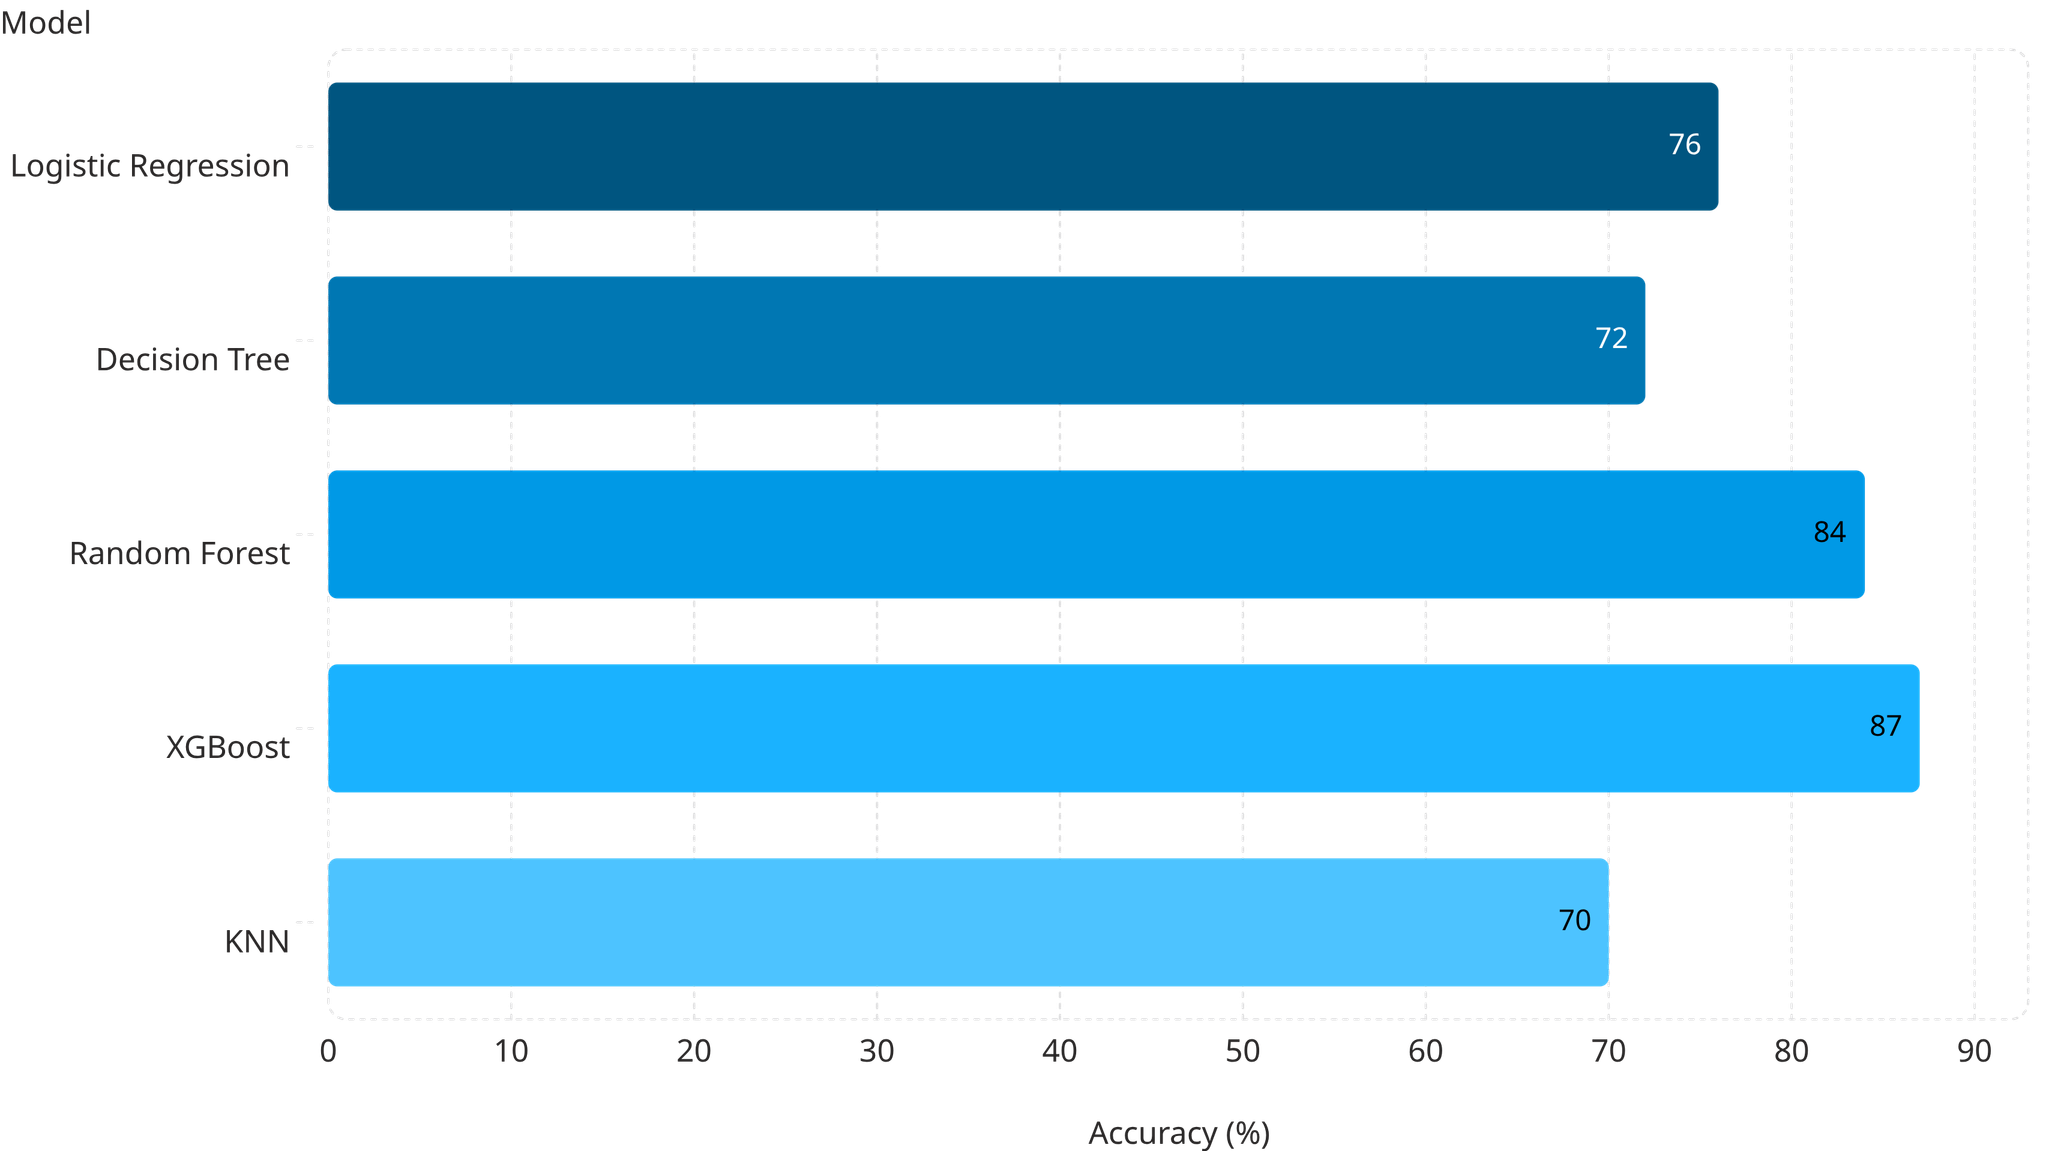 Model
Logistic Regression 76
Decision Tree 72
Random Forest 84
XGBoost 87
KNN 70
0 10 20 30 40 50 60 70 80 90
Accuracy (%)